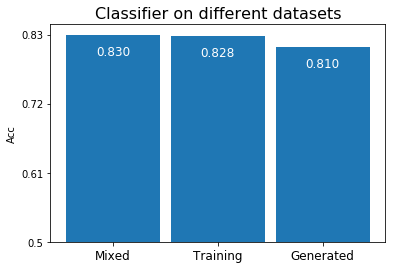 Classifier on different datasets
Acc
0.83
0.72
0.61
0.5
0.830
0.828
0.810
Mixed
Training
Generated